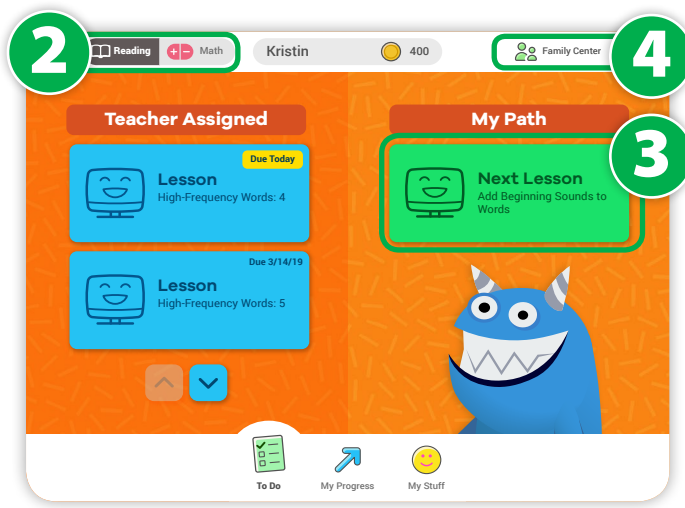 2
Reading
Math
Kristin
400
Family Center
4
Teacher Assigned
My Path
3
Due Today
Lesson
High-Frequency Words: 4
Next Lesson
Add Beginning Sounds to
Words
Due 3/14/19
Lesson
High-Frequency Words: 5
To Do
My Progress
My Stuff